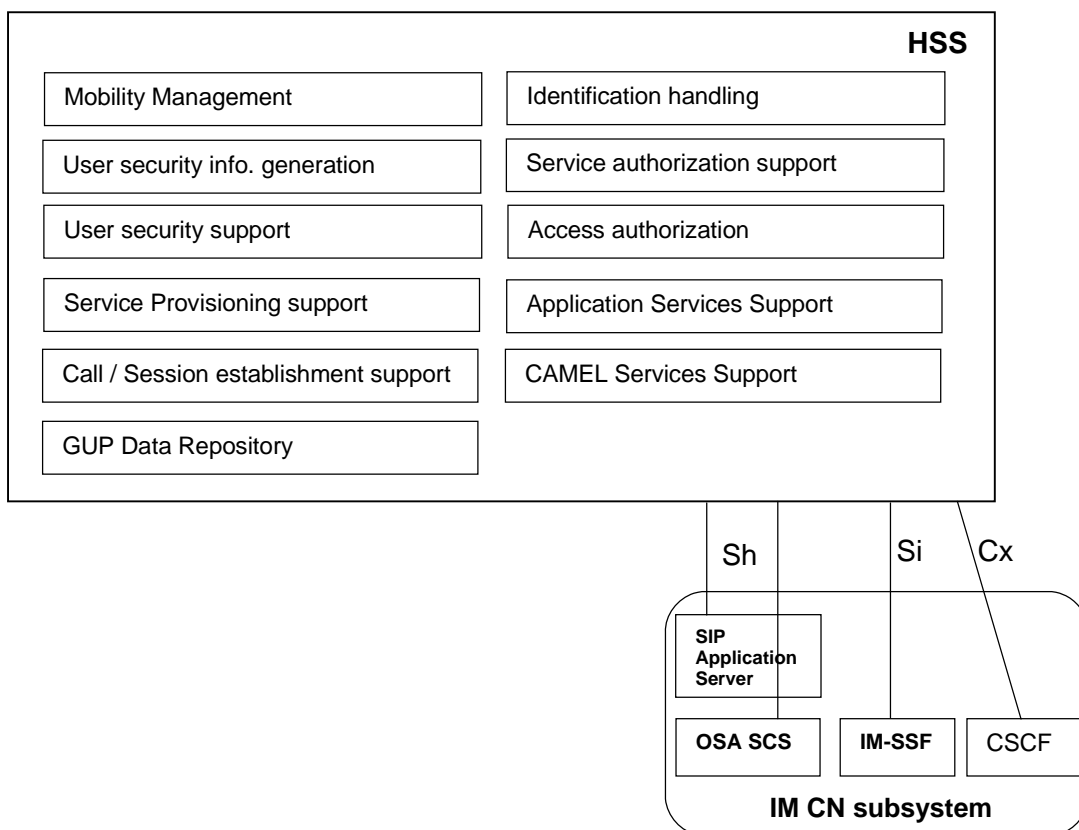 HSS
Mobility Management
Identification handling
User security info. generation
Service authorization support
User security support
Access authorization
Service Provisioning support
Application Services Support
Call / Session establishment support
CAMEL Services Support
GUP Data Repository
Sh
Si
Cx
SIP
Application
Server
OSA SCS
IM-SSF
CSCF
IM CN subsystem